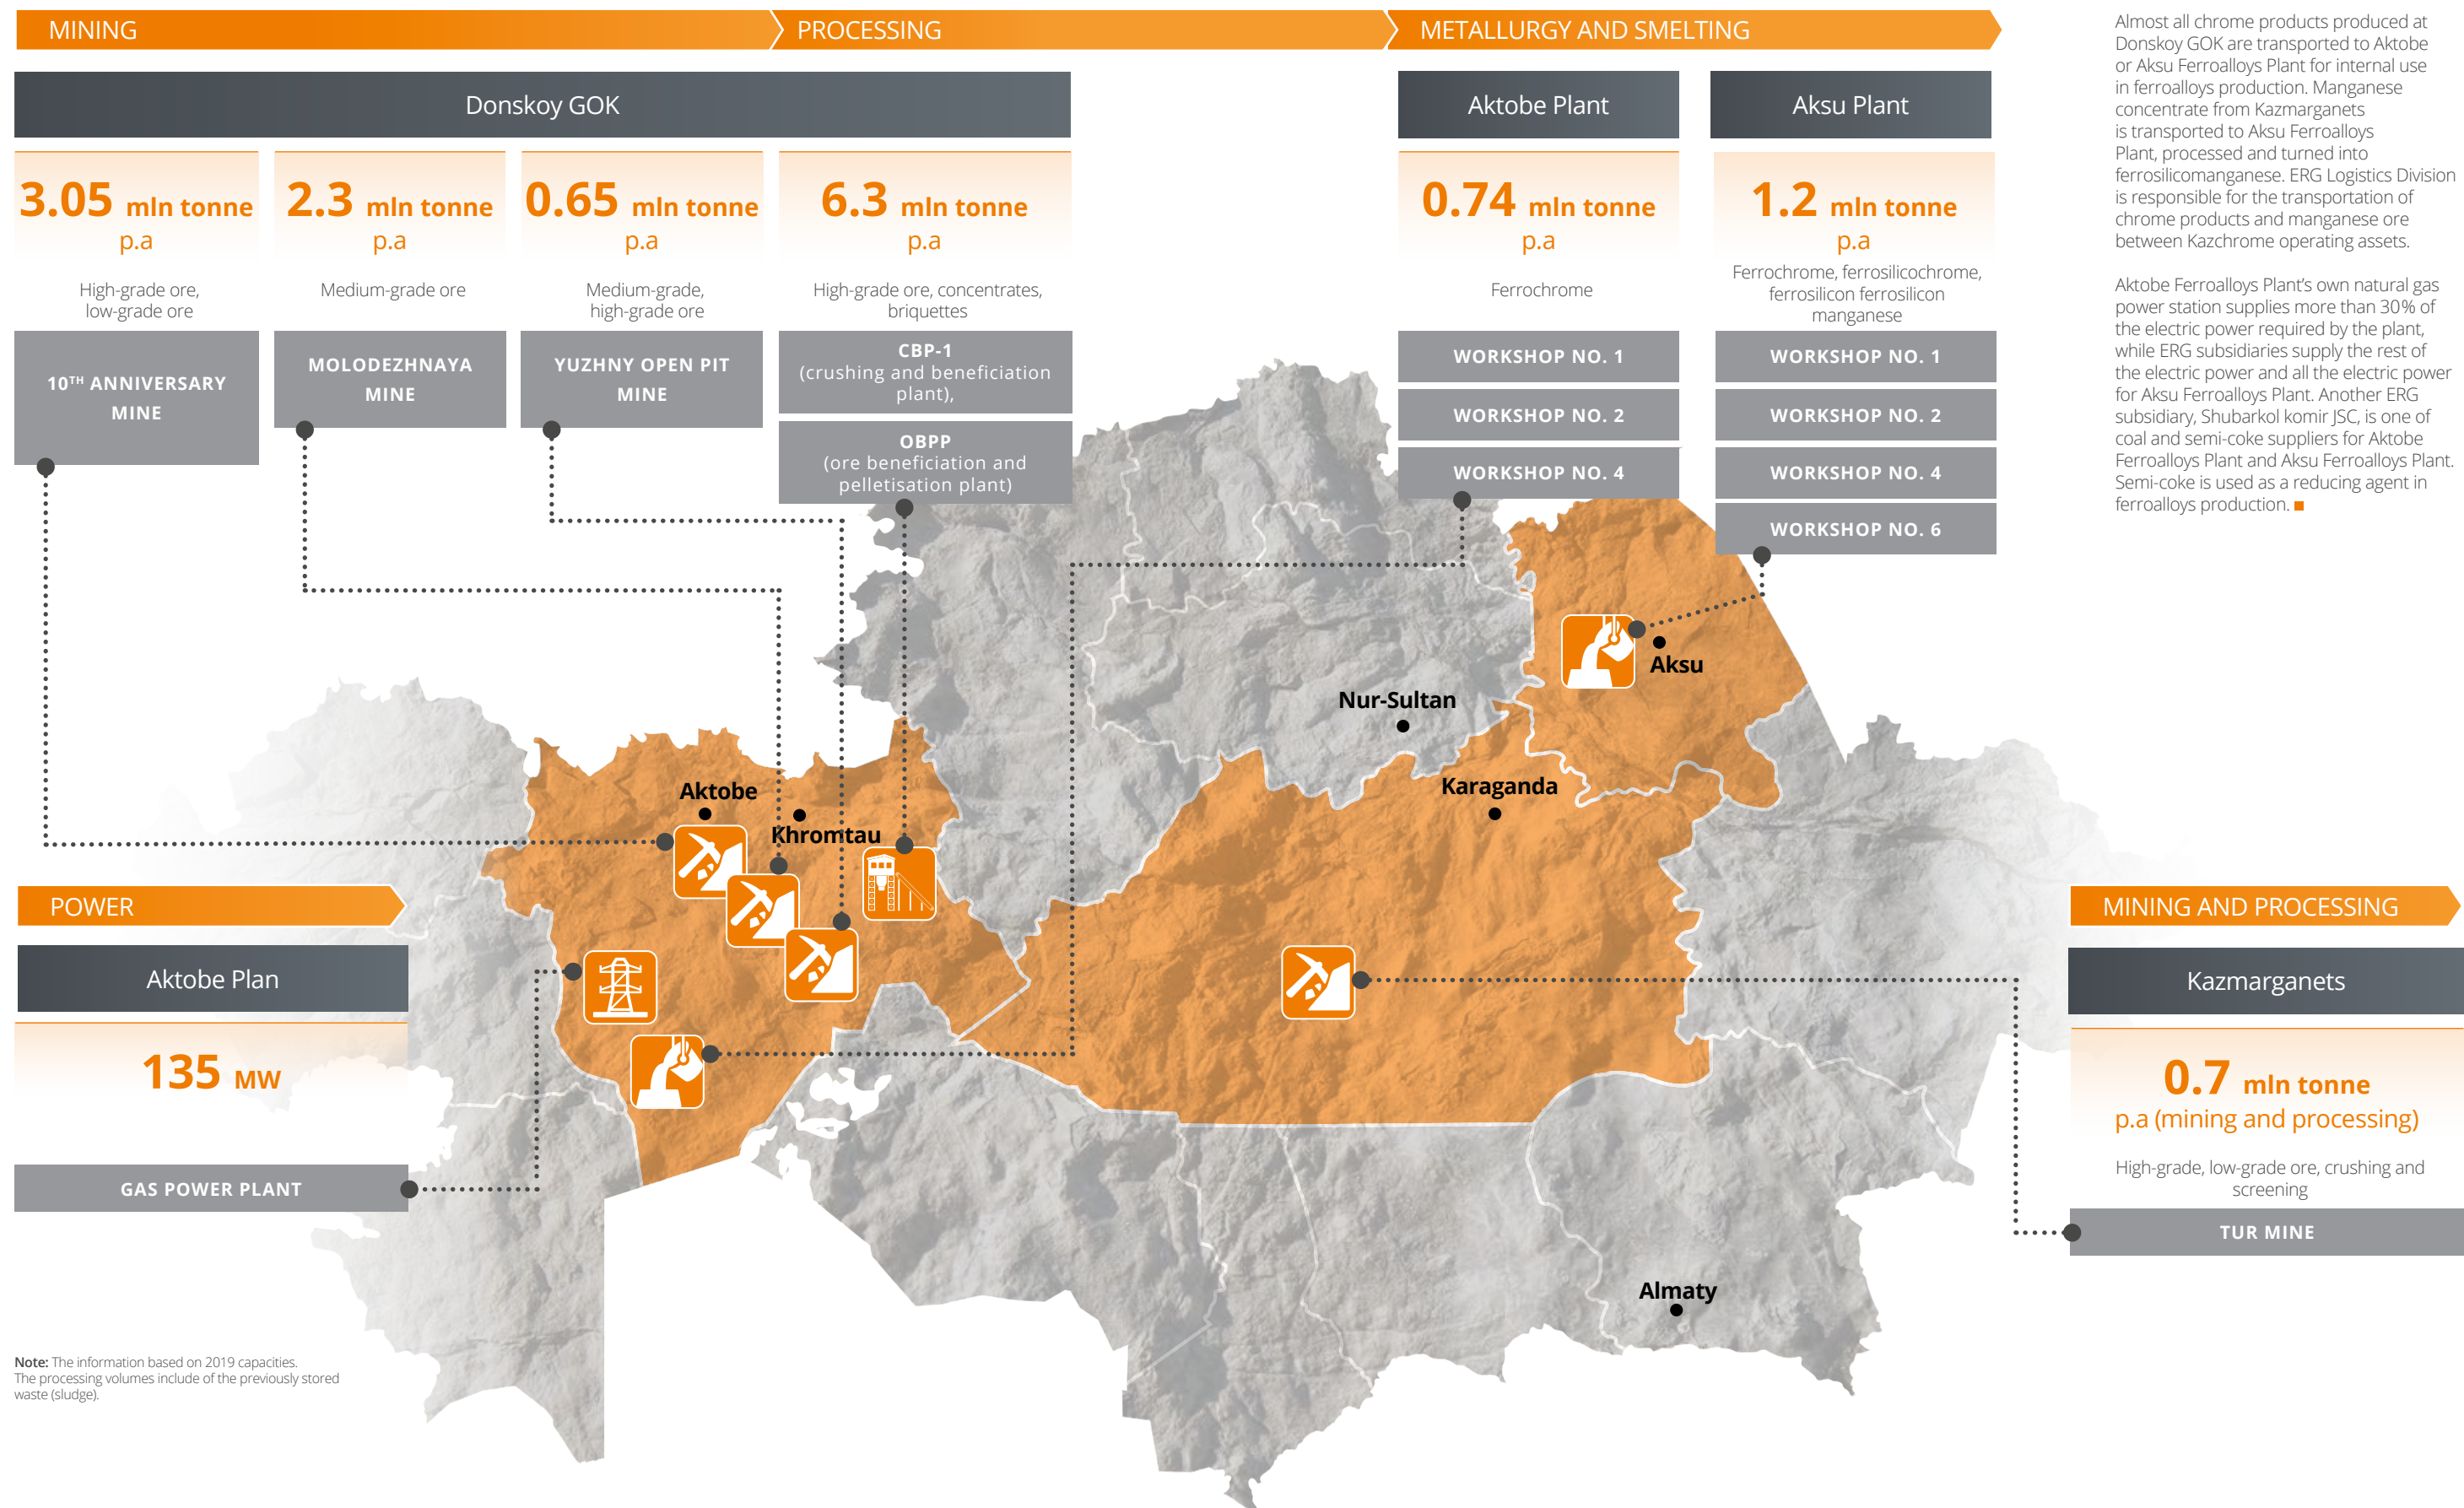 MINING
PROCESSING
METALLURGY AND SMELTING
Donskoy GOK
3.05 mln tonne
p.a
High-grade ore,
low-grade ore
10TH ANNIVERSARY
MINE
2.3 mln tonne
p.a
Medium-grade ore
MOLODEZHNAYA
MINE
0.65 mln tonne
p.a
Medium-grade,
high-grade ore
YUZHNY OPEN PIT
MINE
6.3 mln tonne
p.a
High-grade ore, concentrates,
briquettes
CBP-1
(crushing and beneficiation
plant),
OBPP
(ore beneficiation and
pelletisation plant)
Aktobe Plant
0.74 mln tonne
p.a
Ferrochrome
WORKSHOP NO. 1
WORKSHOP NO. 2
WORKSHOP NO. 4
Aksu Plant
1.2 mln tonne
p.a
Ferrochrome, ferrosilicochrome,
ferrosilicon ferrosilicon
manganese
WORKSHOP NO. 1
WORKSHOP NO. 2
WORKSHOP NO. 4
WORKSHOP NO. 6
Almost all chrome products produced at
Donskoy GOK are transported to Aktobe
or Aksu Ferroalloys Plant for internal use
in ferroalloys production. Manganese
concentrate from Kazmarganets
is transported to Aksu Ferroalloys
Plant, processed and turned into
ferrosilicomanganese. ERG Logistics Division
is responsible for the transportation of
chrome products and manganese ore
between Kazchrome operating assets.
Aktobe Ferroalloys Plant's own natural gas
power station supplies more than 30% of
the electric power required by the plant,
while ERG subsidiaries supply the rest of
the electric power and all the electric power
for Aksu Ferroalloys Plant. Another ERG
subsidiary, Shubarkol komir JSC, is one of
coal and semi-coke suppliers for Aktobe
Ferroalloys Plant and Aksu Ferroalloys Plant.
Semi-coke is used as a reducing agent in
ferroalloys production.
Aksu
Nur-Sultan
Karaganda
Aktobe
Khromtau
Almaty
POWER
Aktobe Plan
135 MW
GAS POWER PLANT
MINING AND PROCESSING
Kazmarganets
0.7 mln tonne
p.a (mining and processing)
High-grade, low-grade ore, crushing and
screening
TUR MINE
Note: The information based on 2019 capacities.
The processing volumes include of the previously stored
waste (sludge).